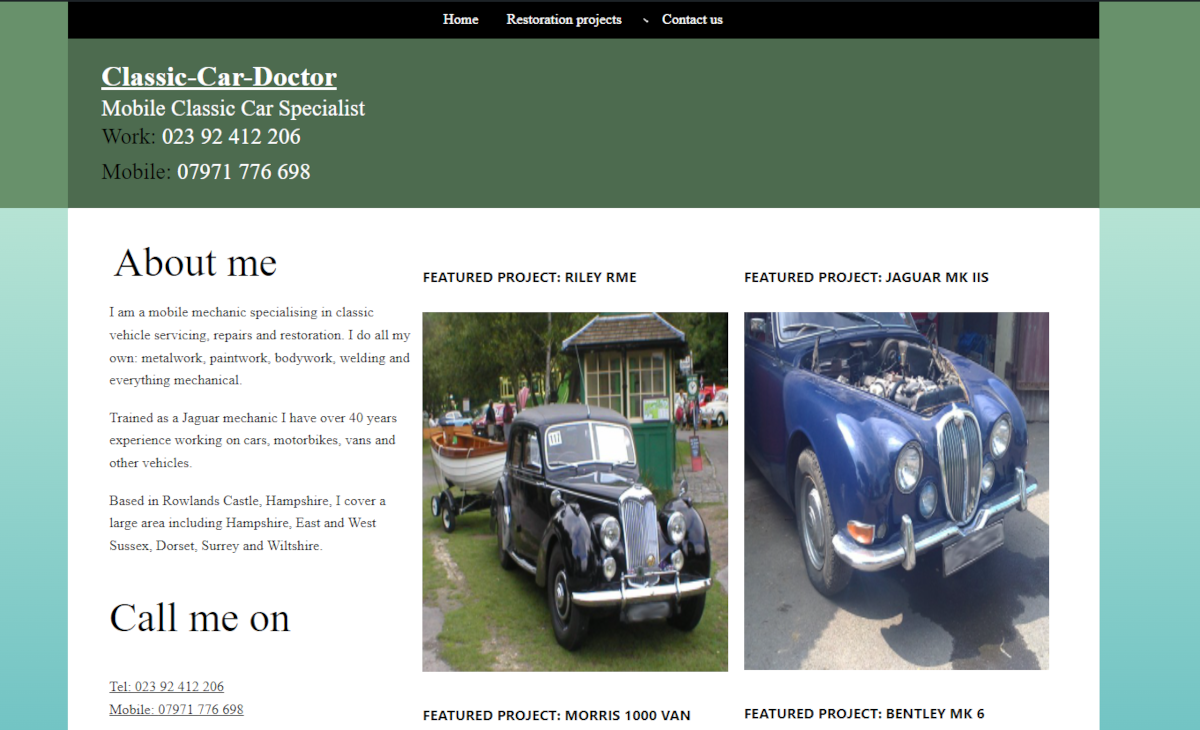 Home Restoration projects Contact us
Classic-Car-Doctor
Mobile Classic Car Specialist
Work: 023 92 412 206
Mobile: 07971 776 698
About me
I am a mobile mechanic specialising in classic
vehicle servicing, repairs and restoration. I do all my
own: metalwork, paintwork, bodywork, welding and
everything mechanical.
Trained as a Jaguar mechanic I have over 40 years
experience working on cars, motorbikes, vans and
other vehicles.
Based in Rowlands Castle, Hampshire, I cover a
large area including Hampshire, East and West
Sussex, Dorset, Surrey and Wiltshire.
Call me on
Tel: 023 92 412 206
Mobile: 07971 776 698
FEATURED PROJECT: RILEY RME
FEATURED PROJECT: MORRIS 1000 VAN
FEATURED PROJECT: JAGUAR MK IIS
FEATURED PROJECT: BENTLEY MK 6